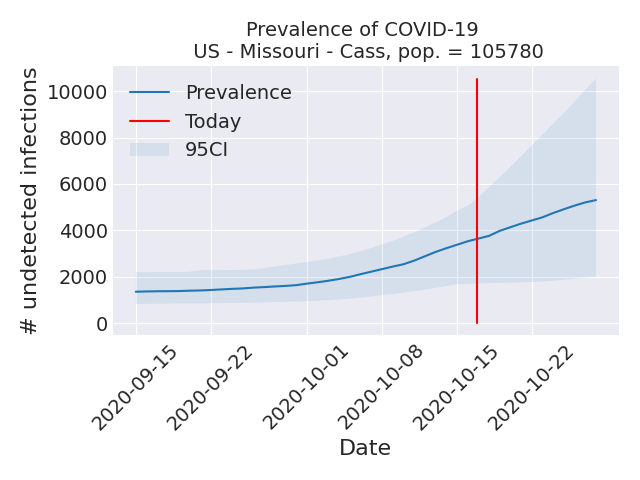 Prevalence of COVID-19
US - Missouri - Cass, pop. = 105780
# undetected infections
10000
8000
6000
4000
2000
0
Prevalence
Today
95CI
2020-09-15
2020-09-22
2020-10-01
2020-10-08
2020-10-15
2020-10-22
Date